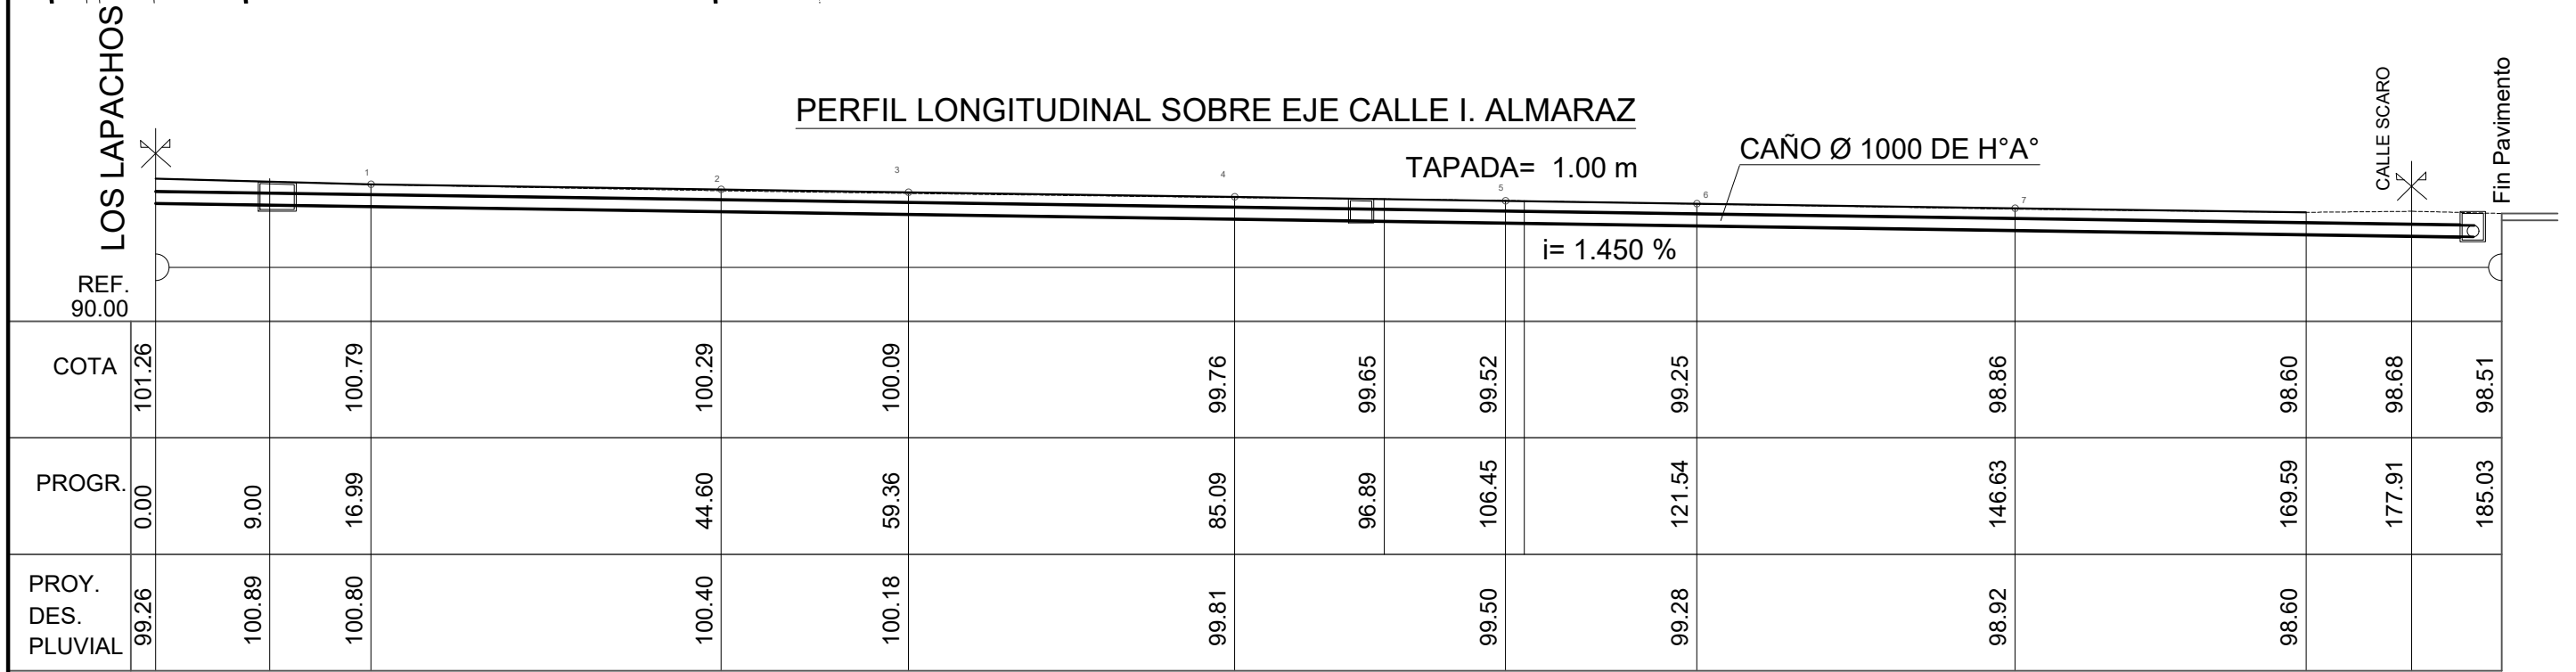 LOS LAPACHOS
PERFIL LONGITUDINAL SOBRE EJE CALLE I. ALMARAZ
TAPADA= 1.00 m
CAÑO Ø 1000 DE H°A°
CALLE SCARO
Fin Pavimento
1 2 3 4 5 6 7
i= 1.450 %
REF.
90.00
COTA 101.26 100.79 100.29 100.09 99.76 99.65 99.52 99.25 98.86 98.60 98.68 98.51
PROGR. 0.00 9.00 16.99 44.60 59.36 85.09 96.89 106.45 121.54 146.63 169.59 177.91 185.03
PROY.
DES.
PLUVIAL 99.26 100.89 100.80 100.40 100.18 99.81 99.50 99.28 98.92 98.60